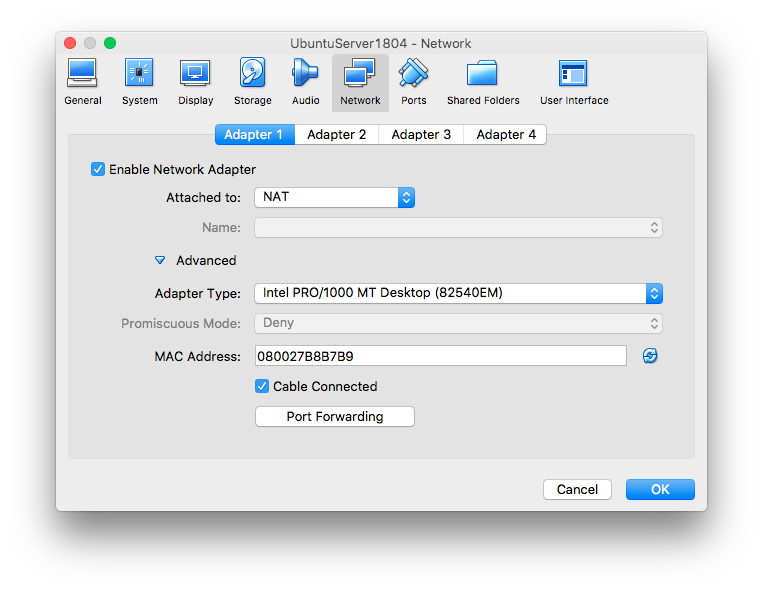 UbuntuServer1804 - Network
General System Display Storage Audio Network Ports Shared Folders User Interface
Adapter 1 Adapter 2 Adapter 3 Adapter 4
Enable Network Adapter
Attached to: NAT
Name:
Advanced
Adapter Type: Intel PRO/1000 MT Desktop (82540EM)
Promiscuous Mode: Deny
MAC Address: 080027B8B7B9
Cable Connected
Port Forwarding
Cancel OK